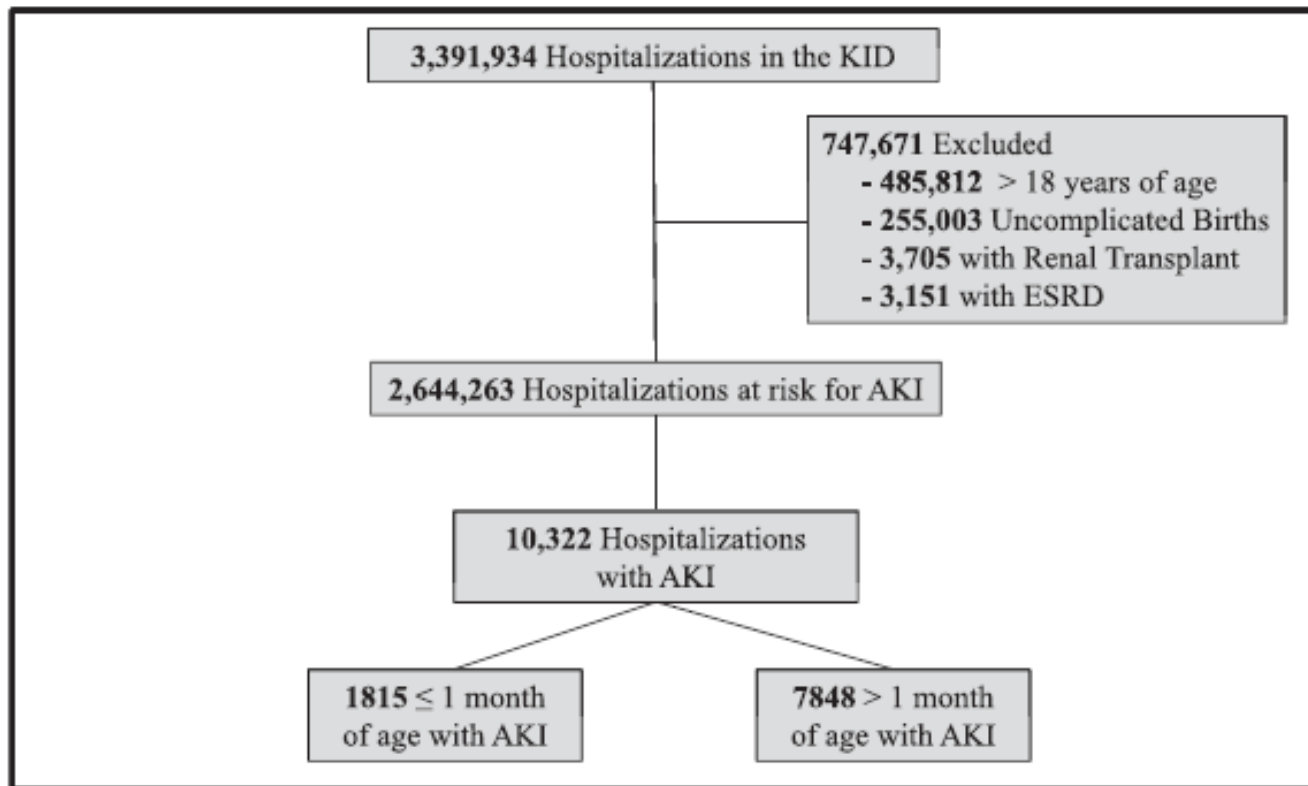 3,391,934 Hospitalizations in the KID
747,671 Excluded
- 485,812 > 18 years of age
- 255,003 Uncomplicated Births
- 3,705 with Renal Transplant
- 3,151 with ESRD
2,644,263 Hospitalizations at risk for AKI
10,322 Hospitalizations
with AKI
1815 ≤ 1 month
of age with AKI
7848 > 1 month
of age with AKI